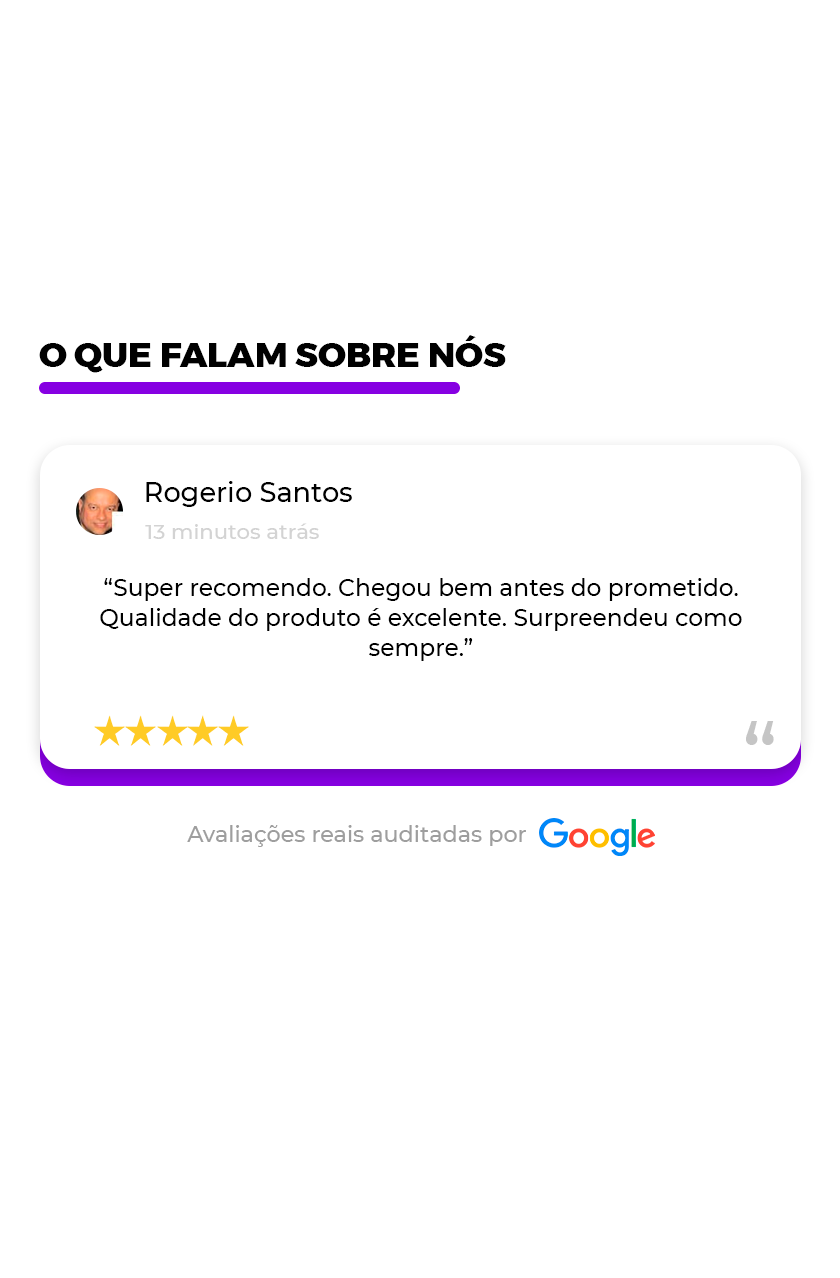 O QUE FALAM SOBRE NÓS
Rogerio Santos
13 minutos atrás
“Super recomendo. Chegou bem antes do prometido.
Qualidade do produto é excelente. Surpreendeu como
sempre.”
“
Avaliações reais auditadas por Google